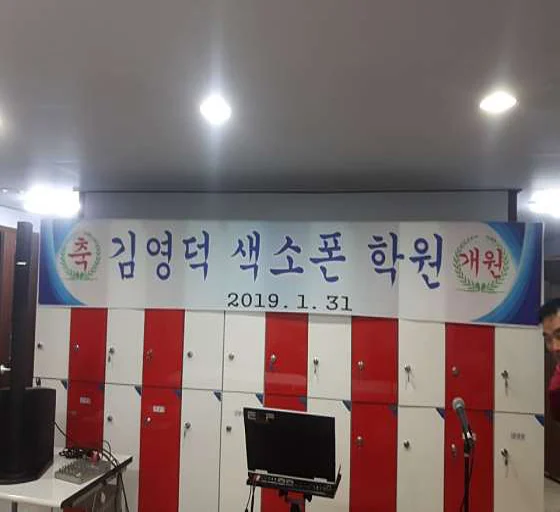 축 김영덕 색소폰 학원 개원
2019. 1. 31